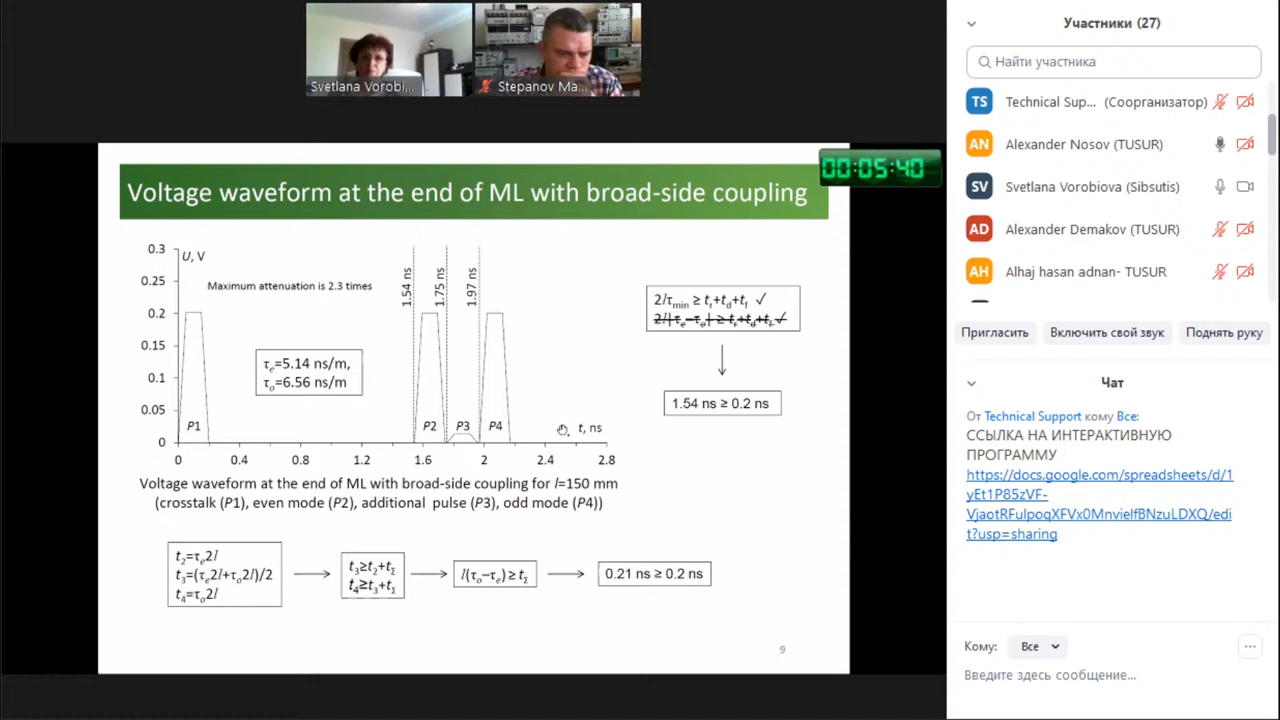 Svetlana Vorobi...
Stepanov Ma...
00:05:40
Voltage waveform at the end of ML with broad-side coupling
0.3
0.25
0.2
0.15
0.1
0.05
0
U, V
Maximum attenuation is 2.3 times
1.54 ns
1.75 ns
1.97 ns
τe=5.14 ns/m,
τo=6.56 ns/m
P1
P2
P3
P4
t, ns
0 0.4 0.8 1.2 1.6 2 2.4 2.8
2lτmin ≥ tr+td+tf ✓
2l|τe−τo| ≥ tr+td+tf ✓
1.54 ns ≥ 0.2 ns
Voltage waveform at the end of ML with broad-side coupling for l=150 mm
(crosstalk (P1), even mode (P2), additional pulse (P3), odd mode (P4))
t2=τe2l
t3=(τe2l+τo2l)/2
t4=τo2l
t3≥t2+tΣ
t4≥t3+tΣ
l(τo−τe)≥tΣ
0.21 ns ≥ 0.2 ns
9
Участники (27)
Найти участника
TS Technical Sup... (Соорганизатор)
AN Alexander Nosov (TUSUR)
SV Svetlana Vorobiova (Sibsutis)
AD Alexander Demakov (TUSUR)
AH Alhaj hasan adnan- TUSUR
Пригласить
Включить свой звук
Поднять руку
Чат
От Technical Support кому Все:
ССЫЛКА НА ИНТЕРАКТИВНУЮ
ПРОГРАММУ
https://docs.google.com/spreadsheets/d/1
yEt1P85zVF-
VjaotRFulpoqXFVx0MnvielfBNzuLDXQ/edi
t?usp=sharing
Кому: Все
...
Введите здесь сообщение...